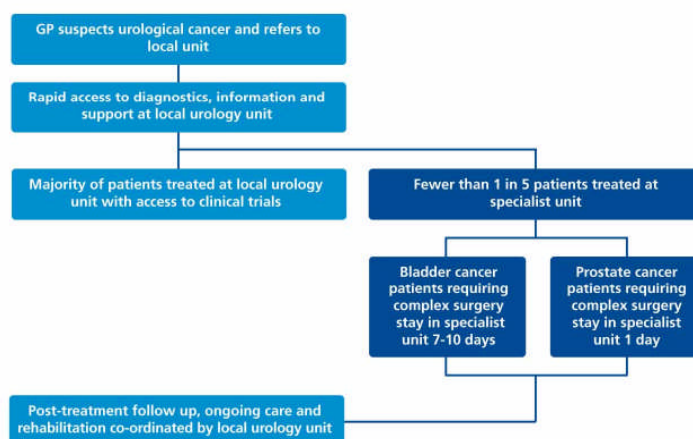 GP suspects urological cancer and refers to
local unit
Rapid access to diagnostics, information and
support at local urology unit
Majority of patients treated at local urology
unit with access to clinical trials
Fewer than 1 in 5 patients treated at
specialist unit
Bladder cancer
patients requiring
complex surgery
stay in specialist
unit 7-10 days
Prostate cancer
patients requiring
complex surgery
stay in specialist
unit 1 day
Post-treatment follow up, ongoing care and
rehabilitation co-ordinated by local urology unit